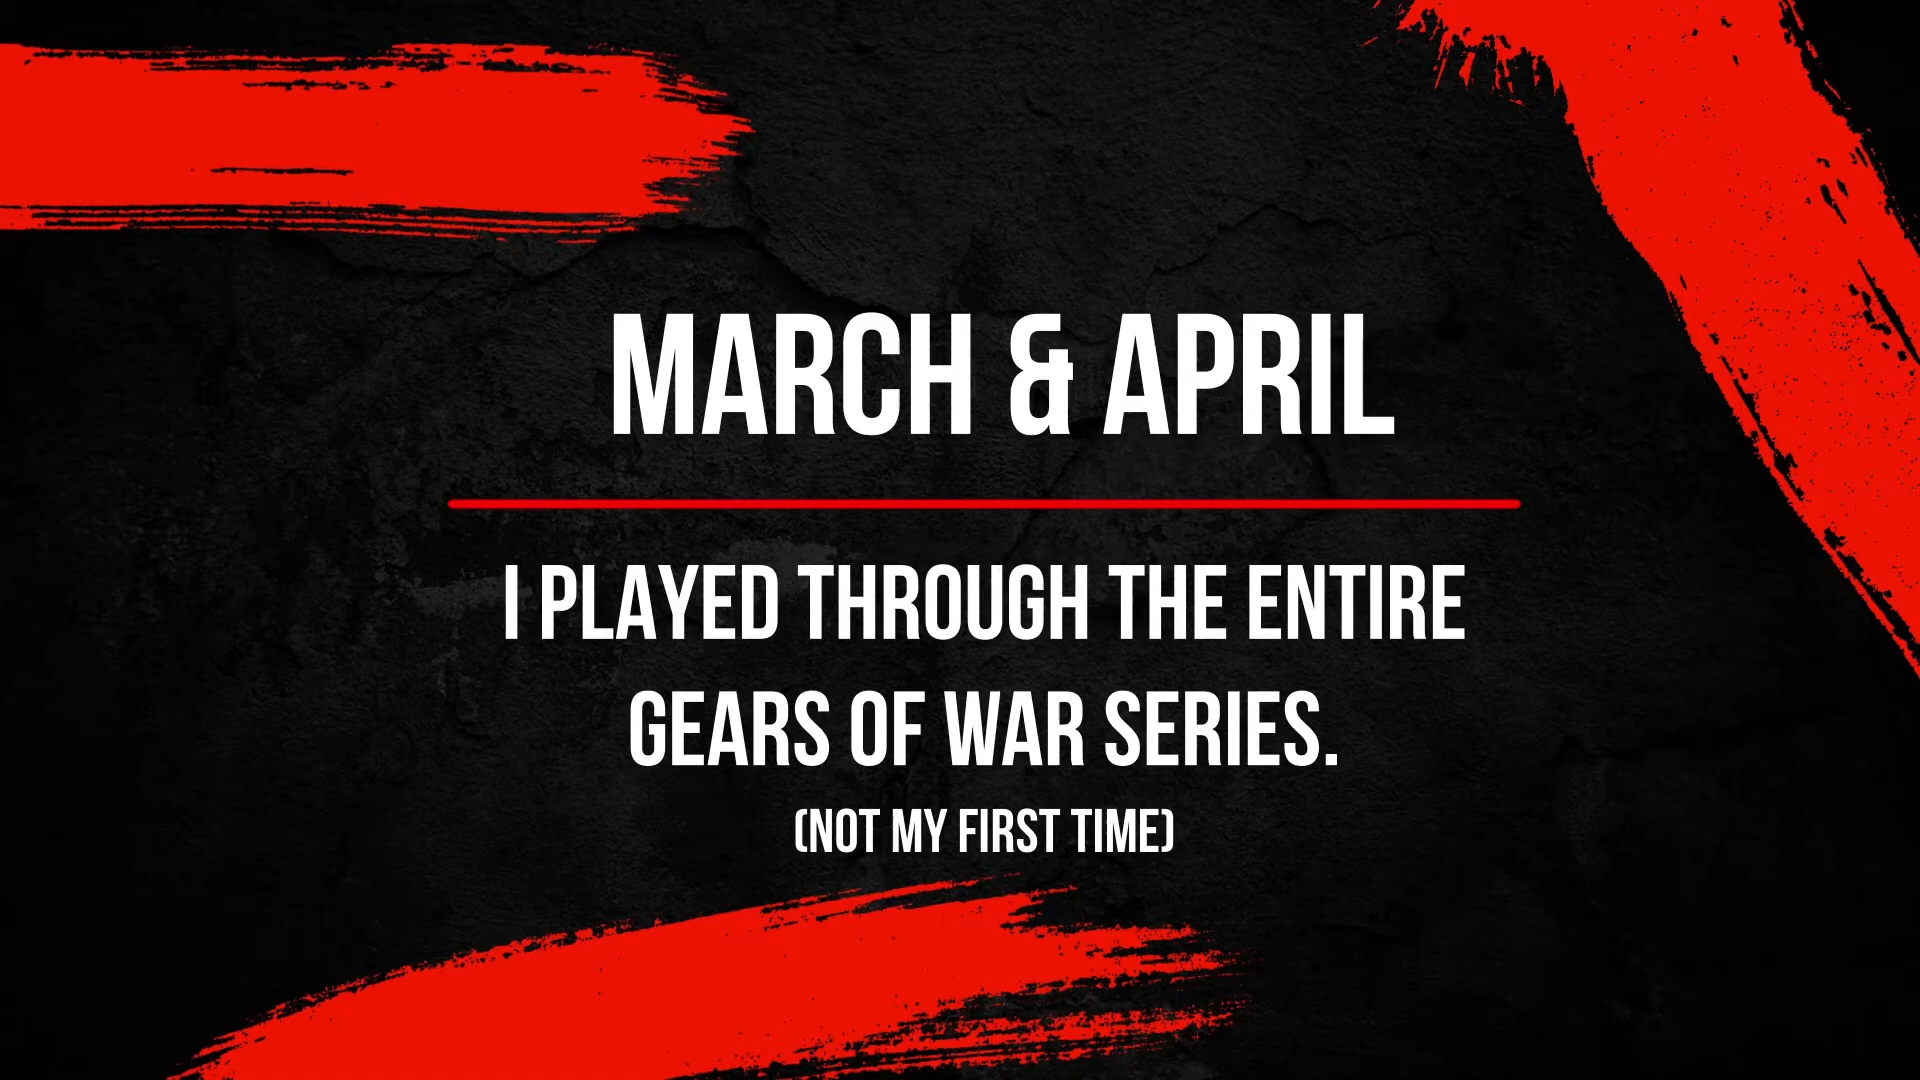 MARCH & APRIL
I PLAYED THROUGH THE ENTIRE
GEARS OF WAR SERIES.
(NOT MY FIRST TIME)